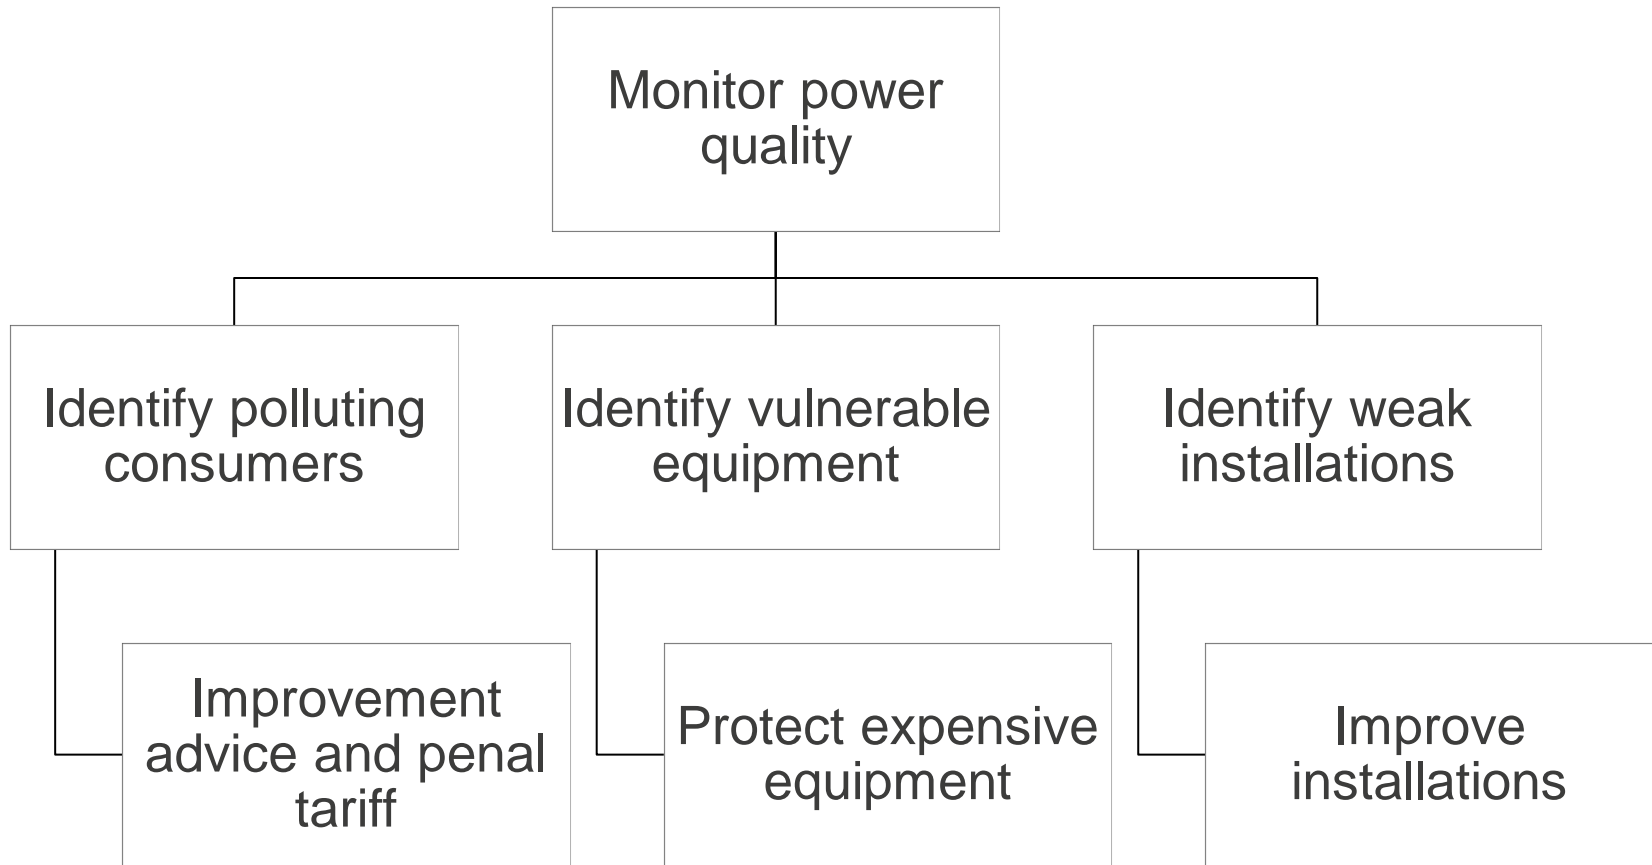 Monitor power
quality
Identify polluting
consumers
Identify vulnerable
equipment
Identify weak
installations
Improvement
advice and penal
tariff
Protect expensive
equipment
Improve
installations